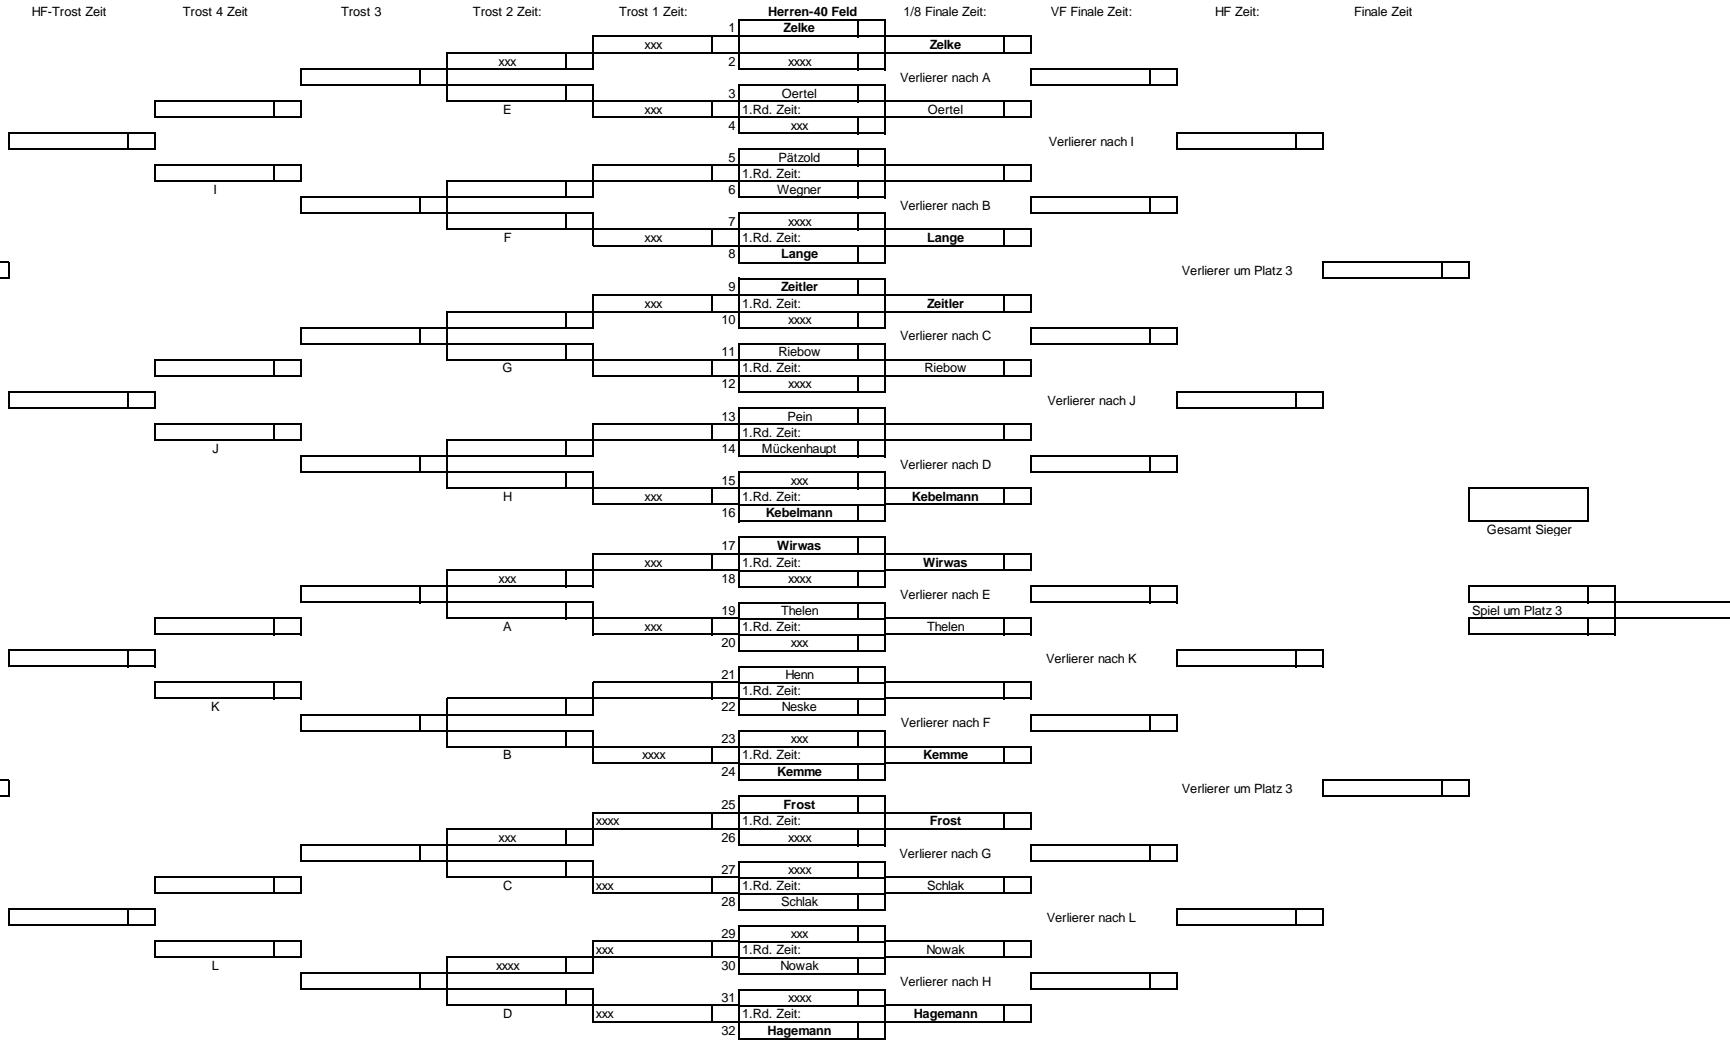 HF-Trost Zeit Trost 4 Zeit Trost 3 Trost 2 Zeit: Trost 1 Zeit: Herren-40 Feld 1/8 Finale Zeit: VF Finale Zeit: HF Zeit: Finale Zeit
1 Zelke
xxx Zelke
xxx 2 xxxx
Verlierer nach A
3 Oertel
E xxx 1.Rd. Zeit: Oertel
4 xxx
Verlierer nach I
5 Pätzold
1.Rd. Zeit:
I 6 Wegner
Verlierer nach B
7 xxxx
F xxx 1.Rd. Zeit: Lange
8 Lange
Verlierer um Platz 3
9 Zeitler
xxx 1.Rd. Zeit: Zeitler
10 xxxx
Verlierer nach C
11 Riebow
G 1.Rd. Zeit: Riebow
12 xxxx
Verlierer nach J
13 Pein
1.Rd. Zeit:
J 14 Mückenhaupt
Verlierer nach D
15 xxx
H xxx 1.Rd. Zeit: Kebelmann
16 Kebelmann
Gesamt Sieger
17 Wirwas
xxx 1.Rd. Zeit: Wirwas
xxx 18 xxxx
Verlierer nach E
19 Thelen Spiel um Platz 3
A xxx 1.Rd. Zeit: Thelen
20 xxx
Verlierer nach K
21 Henn
1.Rd. Zeit:
K 22 Neske
Verlierer nach F
23 xxx
B xxxx 1.Rd. Zeit: Kemme
24 Kemme
Verlierer um Platz 3
25 Frost
xxxx 1.Rd. Zeit: Frost
xxx 26 xxxx
Verlierer nach G
27 xxxx
C xxx 1.Rd. Zeit: Schlak
28 Schlak
Verlierer nach L
29 xxx
xxx 1.Rd. Zeit: Nowak
L xxxx 30 Nowak
Verlierer nach H
31 xxxx
D xxx 1.Rd. Zeit: Hagemann
32 Hagemann